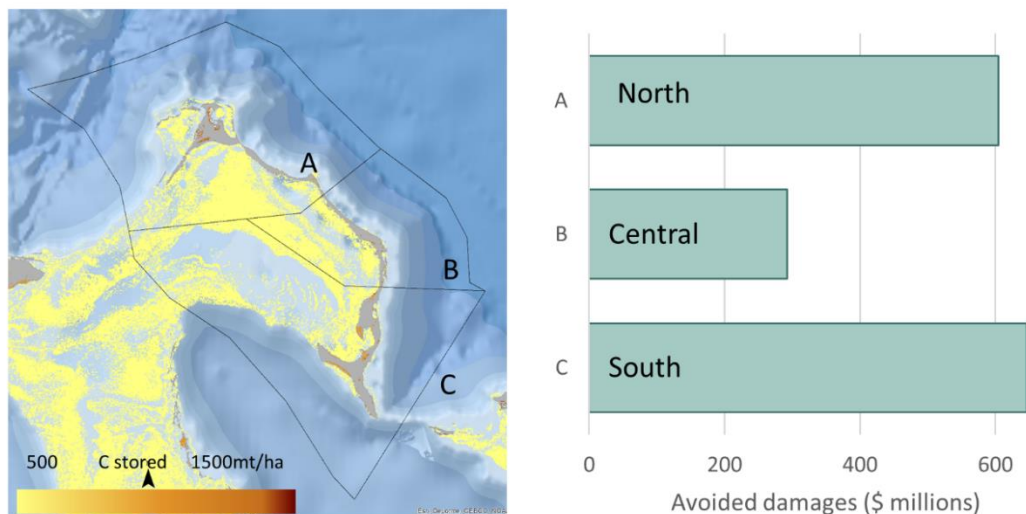 A
B
C
500 C stored 1500mt/ha
A North
B Central
C South
0 200 400 600
Avoided damages ($ millions)